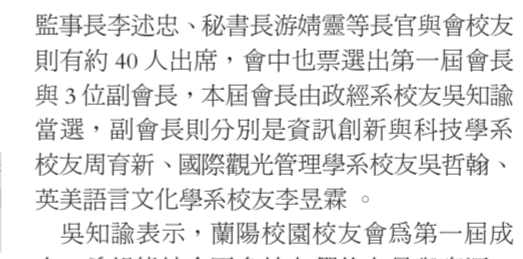 監事長李述忠、秘書長游婧靈等長官與會校友
則有約 40 人出席，會中也票選出第一屆會長
與 3 位副會長，本屆會長由政經系校友吳知諭
當選，副會長則分別是資訊創新與科技學系
校友周育新、國際觀光管理學系校友吳哲翰、
英美語言文化學系校友李昱霖 。
吳知諭表示，蘭陽校園校友會為第一屆成